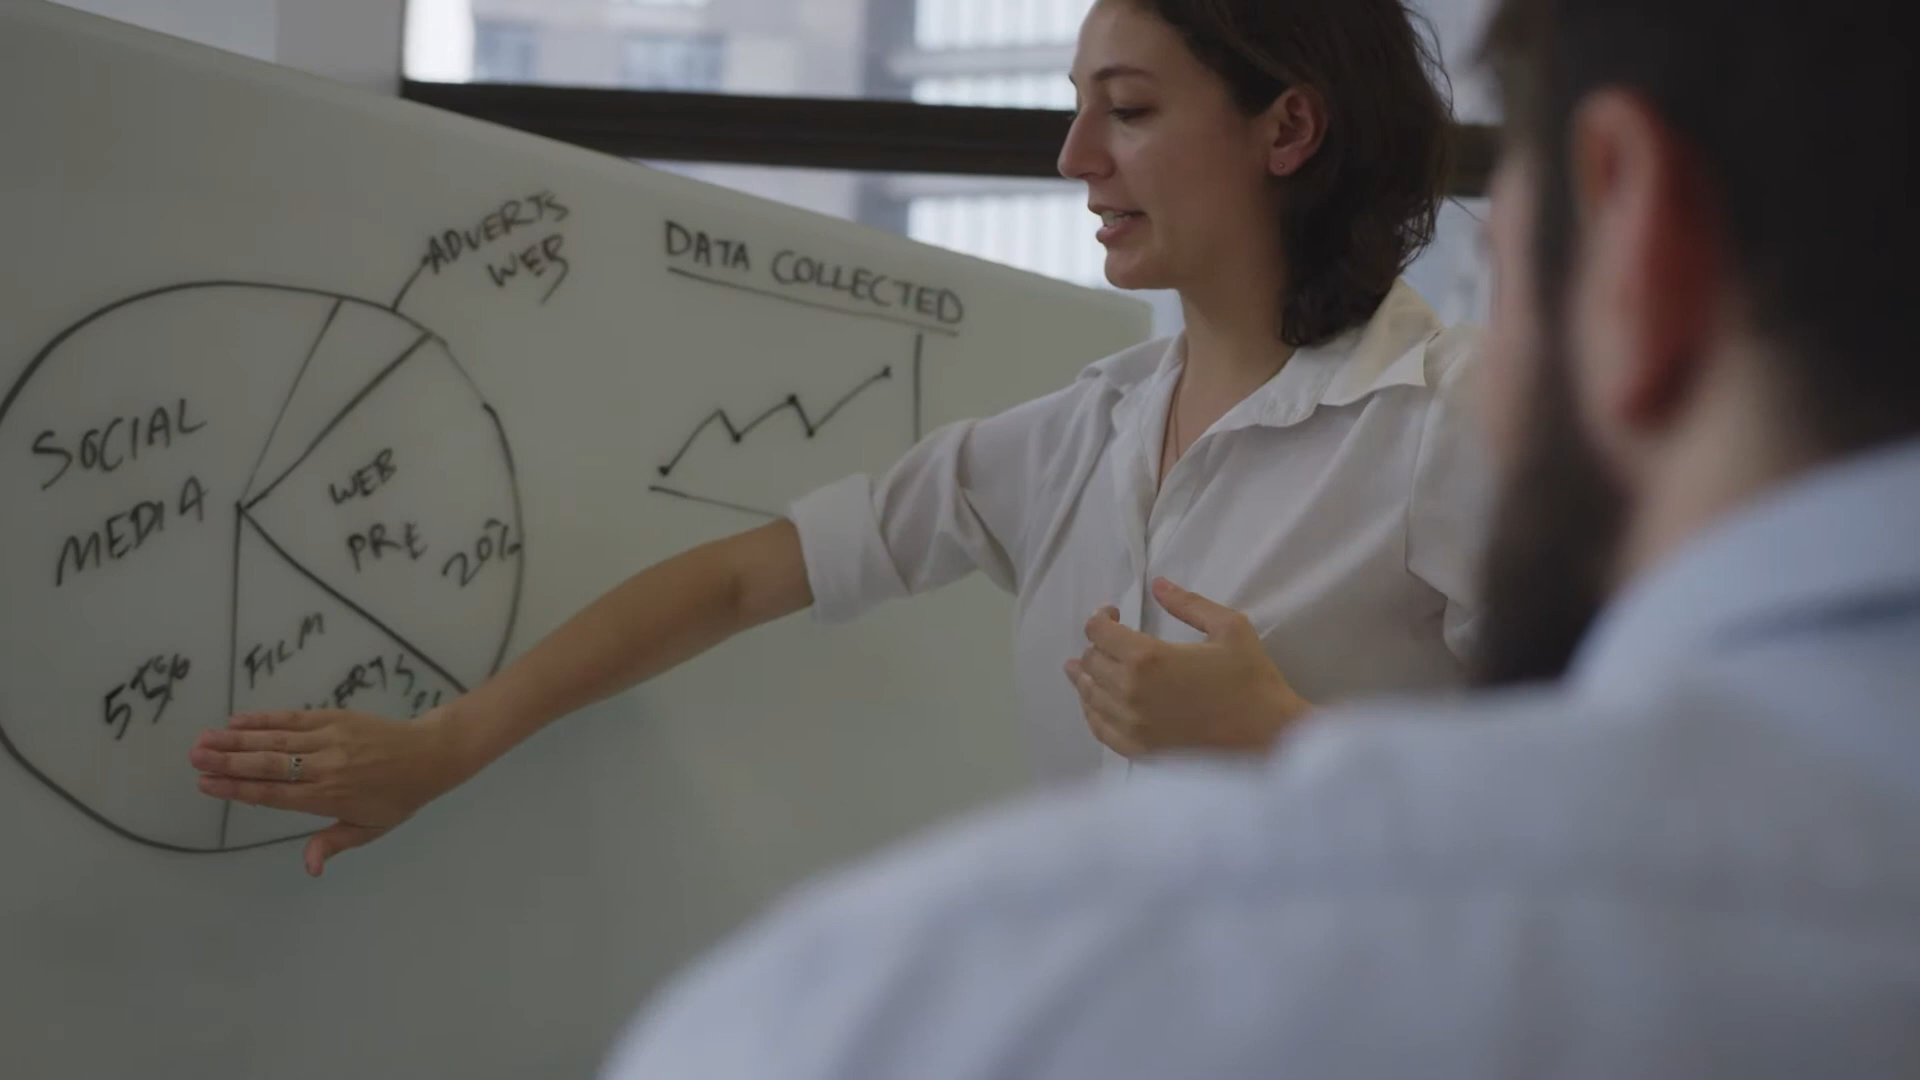 ADVERTS
WEB
DATA COLLECTED
SOCIAL
MEDIA
55%
WEB
PRE
20%
FILM